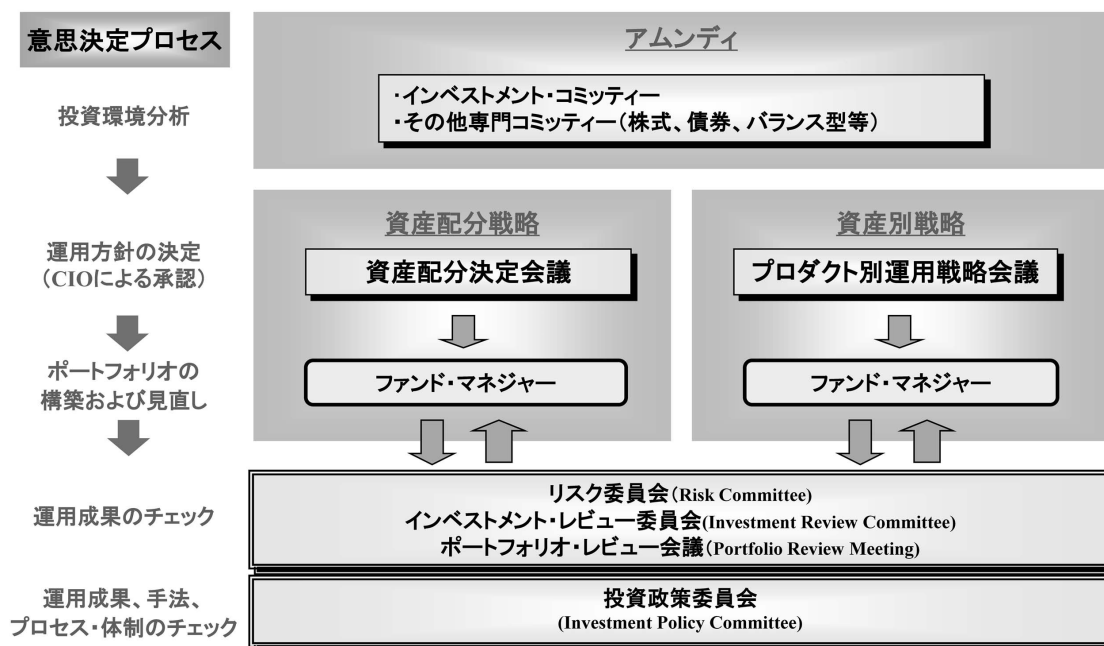 意思決定プロセス
アムンディ
投資環境分析
・インベストメント・コミッティー
・その他専門コミッティー（株式、債券、バランス型等）
運用方針の決定
（CIOによる承認）
資産配分戦略
資産配分決定会議
資産別戦略
プロダクト別運用戦略会議
ポートフォリオの
構築および見直し
ファンド・マネジャー
ファンド・マネジャー
運用成果のチェック
リスク委員会（Risk Committee）
インベストメント・レビュー委員会(Investment Review Committee)
ポートフォリオ・レビュー会議（Portfolio Review Meeting）
運用成果、手法、
プロセス・体制のチェック
投資政策委員会
(Investment Policy Committee)